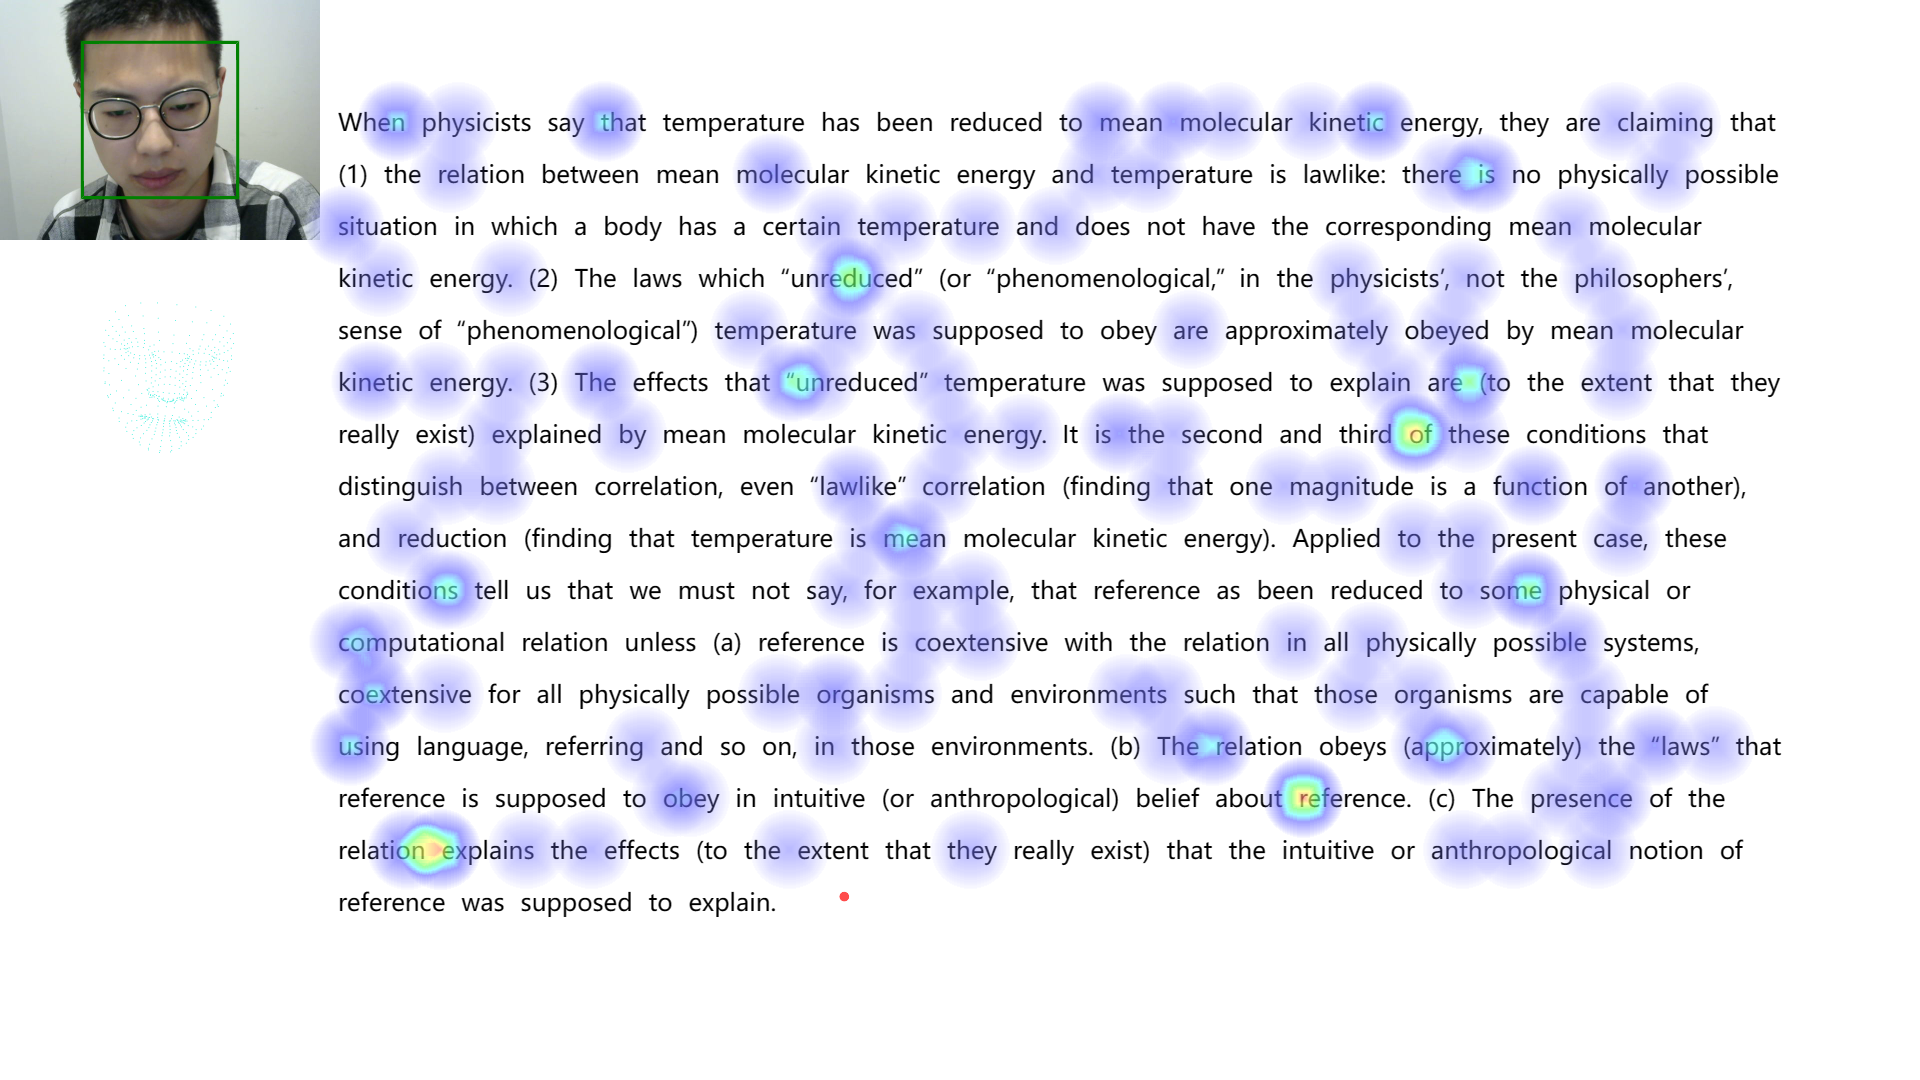 When physicists say that temperature has been reduced to mean molecular kinetic energy, they are claiming that
(1) the relation between mean molecular kinetic energy and temperature is lawlike: there is no physically possible
situation in which a body has a certain temperature and does not have the corresponding mean molecular
kinetic energy. (2) The laws which “unreduced” (or “phenomenological,” in the physicists’, not the philosophers’,
sense of “phenomenological”) temperature was supposed to obey are approximately obeyed by mean molecular
kinetic energy. (3) The effects that “unreduced” temperature was supposed to explain are (to the extent that they
really exist) explained by mean molecular kinetic energy. It is the second and third of these conditions that
distinguish between correlation, even “lawlike” correlation (finding that one magnitude is a function of another),
and reduction (finding that temperature is mean molecular kinetic energy). Applied to the present case, these
conditions tell us that we must not say, for example, that reference as been reduced to some physical or
computational relation unless (a) reference is coextensive with the relation in all physically possible systems,
coextensive for all physically possible organisms and environments such that those organisms are capable of
using language, referring and so on, in those environments. (b) The relation obeys (approximately) the “laws” that
reference is supposed to obey in intuitive (or anthropological) belief about reference. (c) The presence of the
relation explains the effects (to the extent that they really exist) that the intuitive or anthropological notion of
reference was supposed to explain.